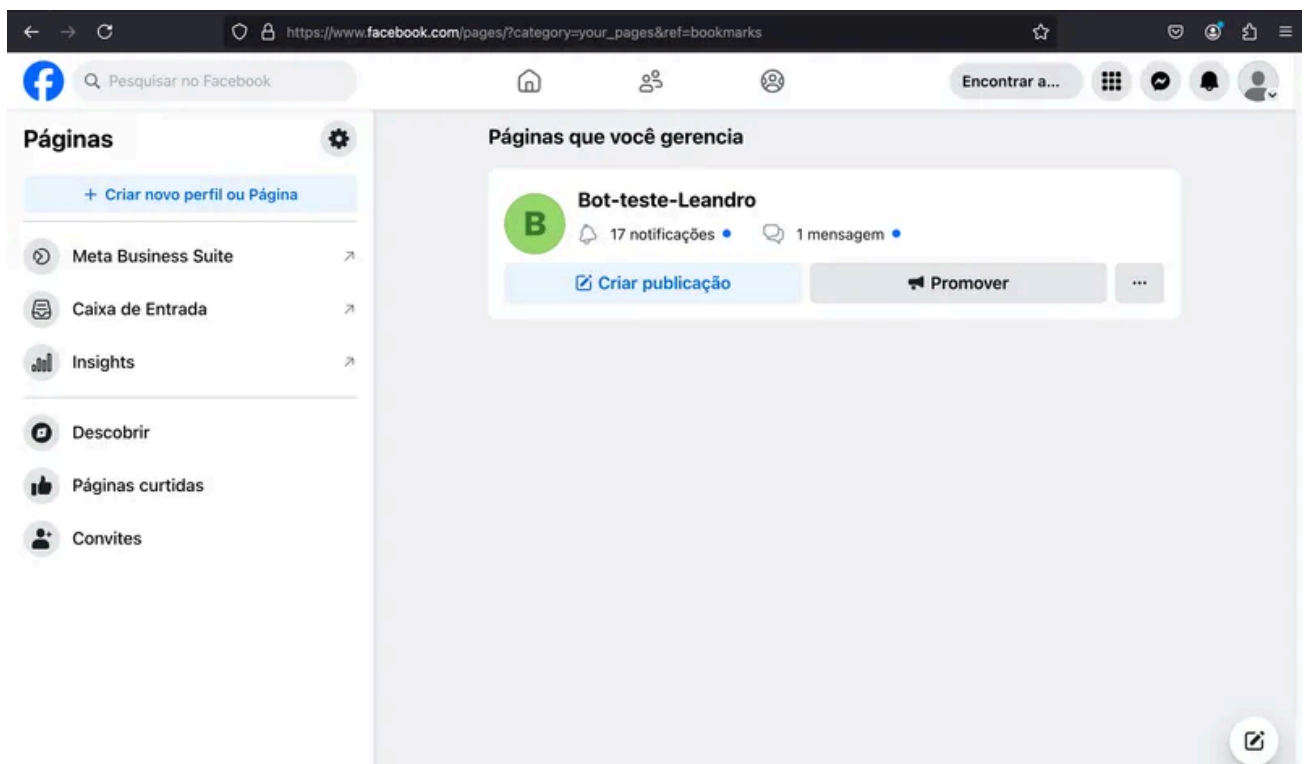 https://www.facebook.com/pages/?category=your_pages&ref=bookmarks
Pesquisar no Facebook
Encontrar a...
Páginas
+ Criar novo perfil ou Página
Meta Business Suite
Caixa de Entrada
Insights
Descobrir
Páginas curtidas
Convites
Páginas que você gerencia
B
Bot-teste-Leandro
17 notificações
1 mensagem
Criar publicação
Promover
...